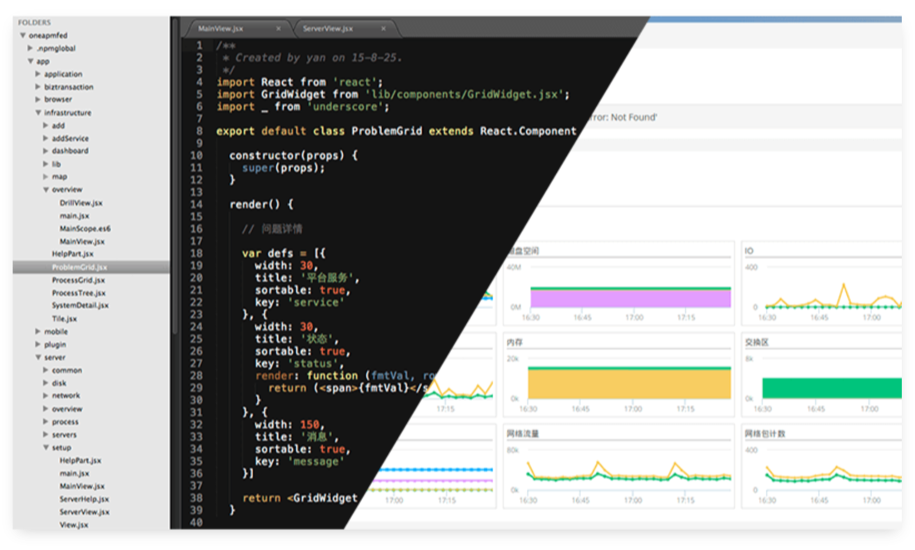 FOLDERS
oneapmfed
.npmglobal
app
application
biztransaction
browser
infrastructure
add
addService
dashboard
lib
map
overview
DrillView.jsx
main.jsx
MainScope.es6
MainView.jsx
HelpPart.jsx
ProblemGrid.jsx
ProcessGrid.jsx
ProcessTree.jsx
SystemDetail.jsx
Tile.jsx
mobile
plugin
server
common
disk
network
overview
process
servers
setup
HelpPart.jsx
main.jsx
MainView.jsx
ServerHelp.jsx
ServerView.jsx
View.jsx
MainView.jsx × ServerView.jsx ×
1 /**
2 * Created by yan on 15-8-25.
3 */
4 import React from 'react';
5 import GridWidget from 'lib/components/GridWidget.jsx';
6 import _ from 'underscore';
7
8 export default class ProblemGrid extends React.Component
9
10 constructor(props) {
11 super(props);
12 }
13
14 render() {
15
16 // 问题详情
17
18 var defs = [{
19 width: 30,
20 title: '平台服务',
21 sortable: true,
22 key: 'service'
23 }, {
24 width: 30,
25 title: '状态',
26 sortable: true,
27 key: 'status',
28 render: function (fmtVal, ro
29 return (<span>{fmtVal}</s
30 }
31 }, {
32 width: 150,
33 title: '消息',
34 sortable: true,
35 key: 'message'
36 }]
37
38 return <GridWidget
39 }
40
rror: Not Found'
磁盘空间
40M
0M
16:30 16:45 17:00 17:15
IO
400
0
16:30 16:45 17:00
17:15
内存
20k
0k
16:30 16:45 17:00 17:15
交换区
8k
0k
16:30 16:45 17:00
17:00 17:15
网络流量
80k
0k
16:30 16:45 17:00 17:15
网络包计数
400
0
16:30 16:45 17:00